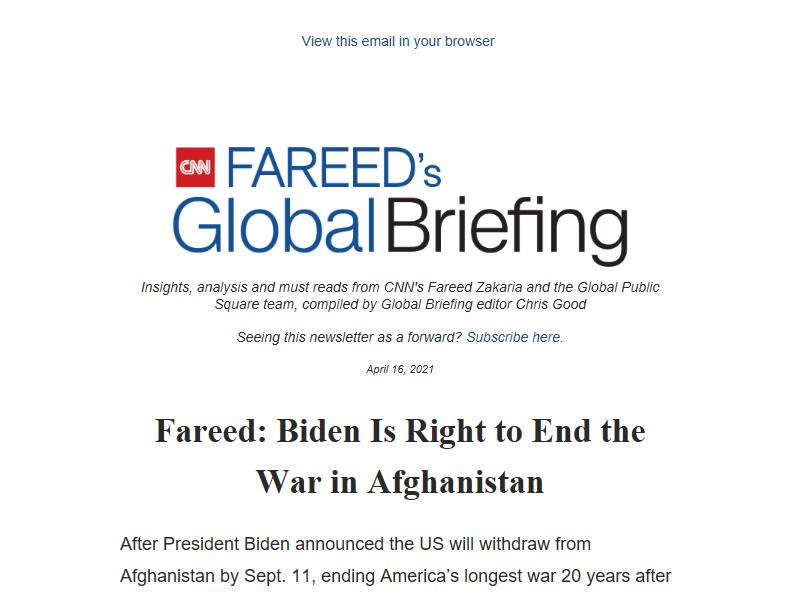 View this email in your browser
CNN FAREED's
Global Briefing
Insights, analysis and must reads from CNN's Fareed Zakaria and the Global Public
Square team, compiled by Global Briefing editor Chris Good
Seeing this newsletter as a forward? Subscribe here.
April 16, 2021
Fareed: Biden Is Right to End the
War in Afghanistan
After President Biden announced the US will withdraw from
Afghanistan by Sept. 11, ending America’s longest war 20 years after